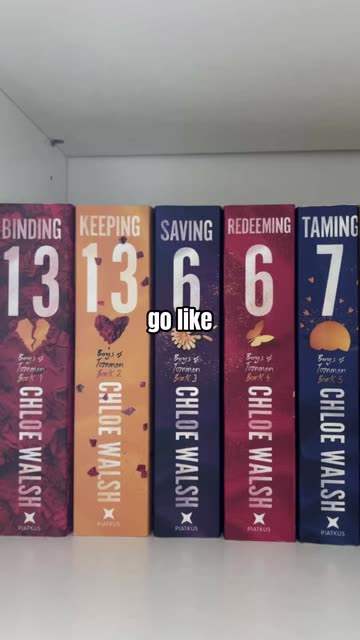 BINDING
13
Boys of
Tommen
Book 1
CHLOE WALSH
PIATKUS
KEEPING
13
Boys of
Tommen
Book 2
CHLOE WALSH
PIATKUS
SAVING
6
Boys of
Tommen
Book 3
CHLOE WALSH
PIATKUS
REDEEMING
6
Boys of
Tommen
Book 4
CHLOE WALSH
PIATKUS
TAMING
7
Boys of
Tommen
Book 5
CHLOE WALSH
PIATKUS
go like